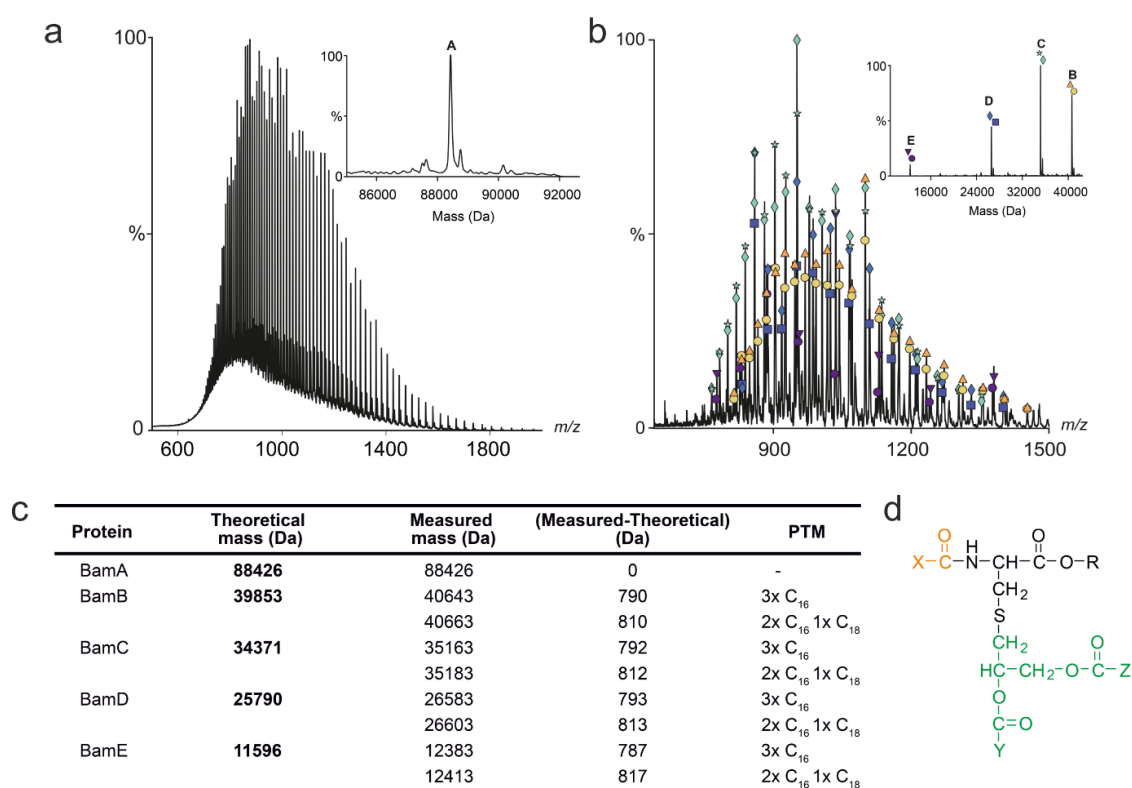 a
100
%
0
600
1000
1400
1800
m/z
100
%
0
A
86000
88000
90000
92000
Mass (Da)
b
100
%
0
900
1200
1500
m/z
100
%
0
E
D
C
B
16000
24000
32000
40000
Mass (Da)
c
Protein Theoretical mass (Da) Measured mass (Da) (Measured-Theoretical) (Da) PTM
BamA 88426 88426 0 -
BamB 39853 40643 790 3x C16
40663 810 2x C16 1x C18
BamC 34371 35163 792 3x C16
35183 812 2x C16 1x C18
BamD 25790 26583 793 3x C16
26603 813 2x C16 1x C18
BamE 11596 12383 787 3x C16
12413 817 2x C16 1x C18
d
O H O
X-C-N-CH-C-O-R
CH2
S
CH2 O
HC-CH2-O-C-Z
O
C=O
Y